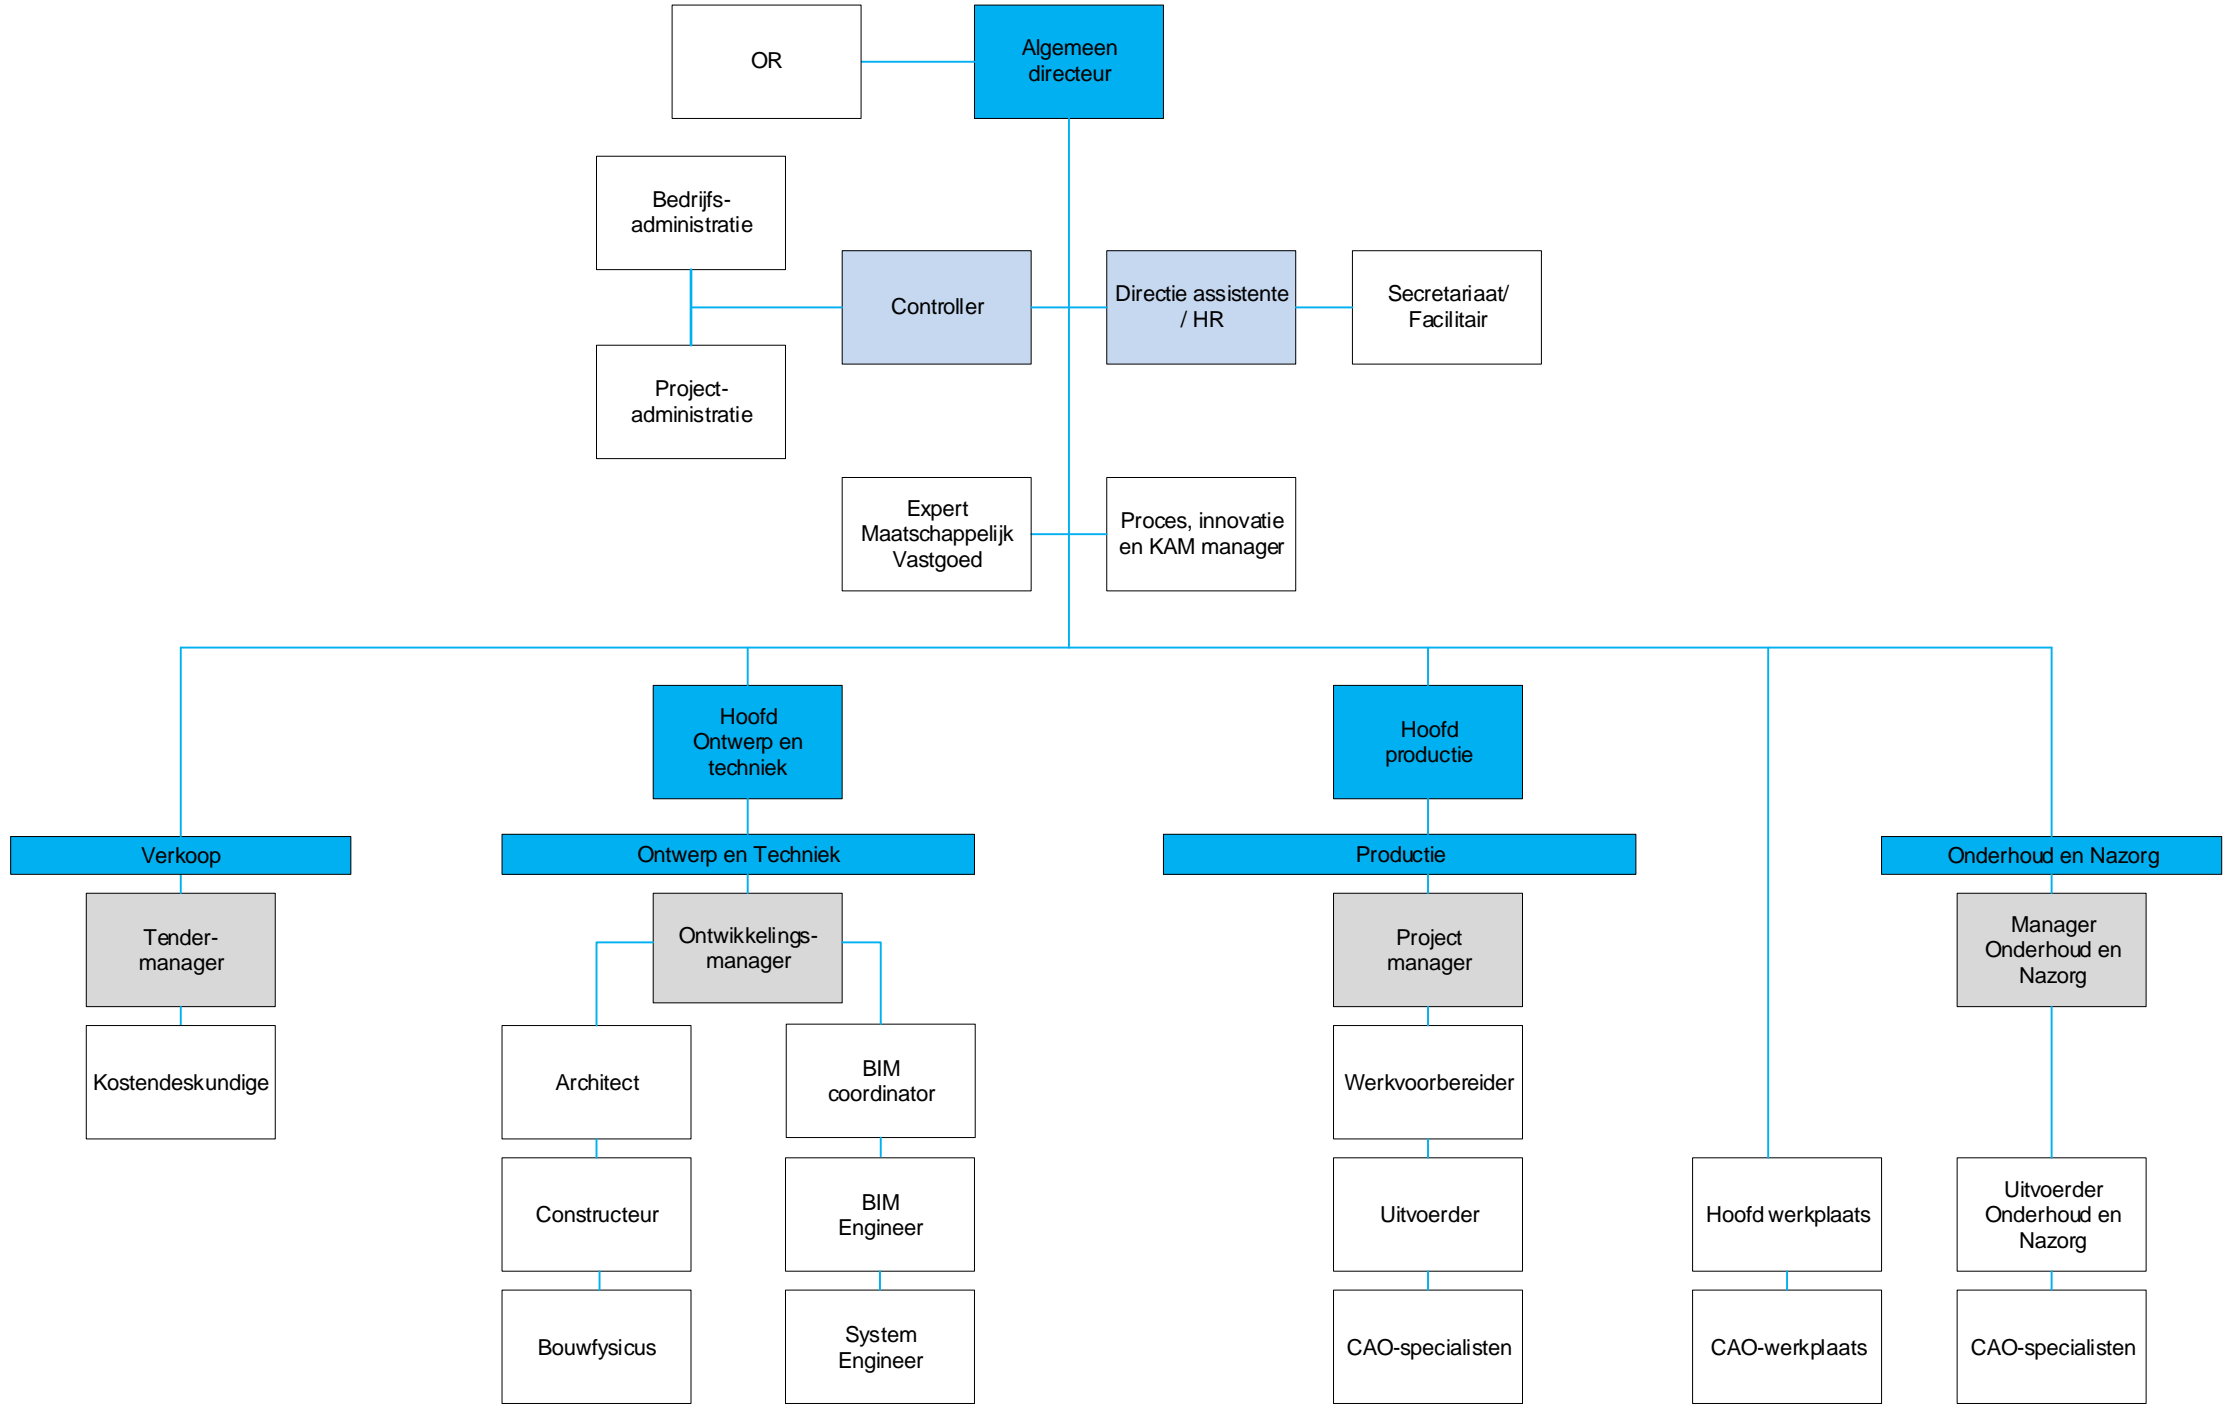 OR
Algemeen
directeur
Bedrijfs-
administratie
Controller
Directie assistente
/ HR
Secretariaat/
Facilitair
Project-
administratie
Expert
Maatschappelijk
Vastgoed
Proces, innovatie
en KAM manager
Hoofd
Ontwerp en
techniek
Hoofd
productie
Verkoop
Ontwerp en Techniek
Productie
Onderhoud en Nazorg
Tender-
manager
Ontwikkelings-
manager
Project
manager
Manager
Onderhoud en
Nazorg
Kostendeskundige
Architect
BIM
coordinator
Werkvoorbereider
Constructeur
BIM
Engineer
Uitvoerder
Hoofd werkplaats
Uitvoerder
Onderhoud en
Nazorg
Bouwfysicus
System
Engineer
CAO-specialisten
CAO-werkplaats
CAO-specialisten